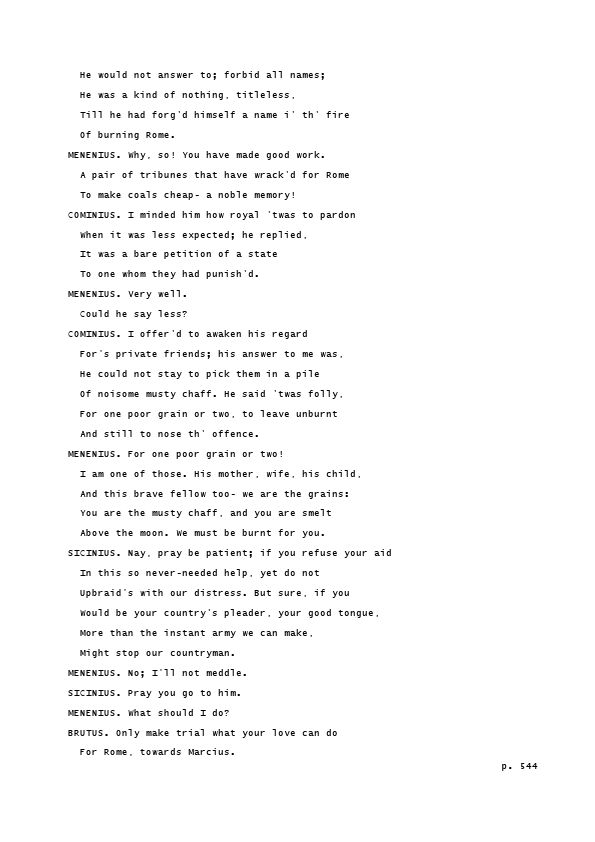 He would not answer to; forbid all names;
He was a kind of nothing, titleless,
Till he had forg'd himself a name i' th' fire
Of burning Rome.
MENENIUS. Why, so! You have made good work.
A pair of tribunes that have wrack'd for Rome
To make coals cheap- a noble memory!
COMINIUS. I minded him how royal 'twas to pardon
When it was less expected; he replied,
It was a bare petition of a state
To one whom they had punish'd.
MENENIUS. Very well.
Could he say less?
COMINIUS. I offer'd to awaken his regard
For's private friends; his answer to me was,
He could not stay to pick them in a pile
Of noisome musty chaff. He said 'twas folly,
For one poor grain or two, to leave unburnt
And still to nose th' offence.
MENENIUS. For one poor grain or two!
I am one of those. His mother, wife, his child,
And this brave fellow too- we are the grains:
You are the musty chaff, and you are smelt
Above the moon. We must be burnt for you.
SICINIUS. Nay, pray be patient; if you refuse your aid
In this so never-needed help, yet do not
Upbraid's with our distress. But sure, if you
Would be your country's pleader, your good tongue,
More than the instant army we can make,
Might stop our countryman.
MENENIUS. No; I'll not meddle.
SICINIUS. Pray you go to him.
MENENIUS. What should I do?
BRUTUS. Only make trial what your love can do
For Rome, towards Marcius.
p. 544